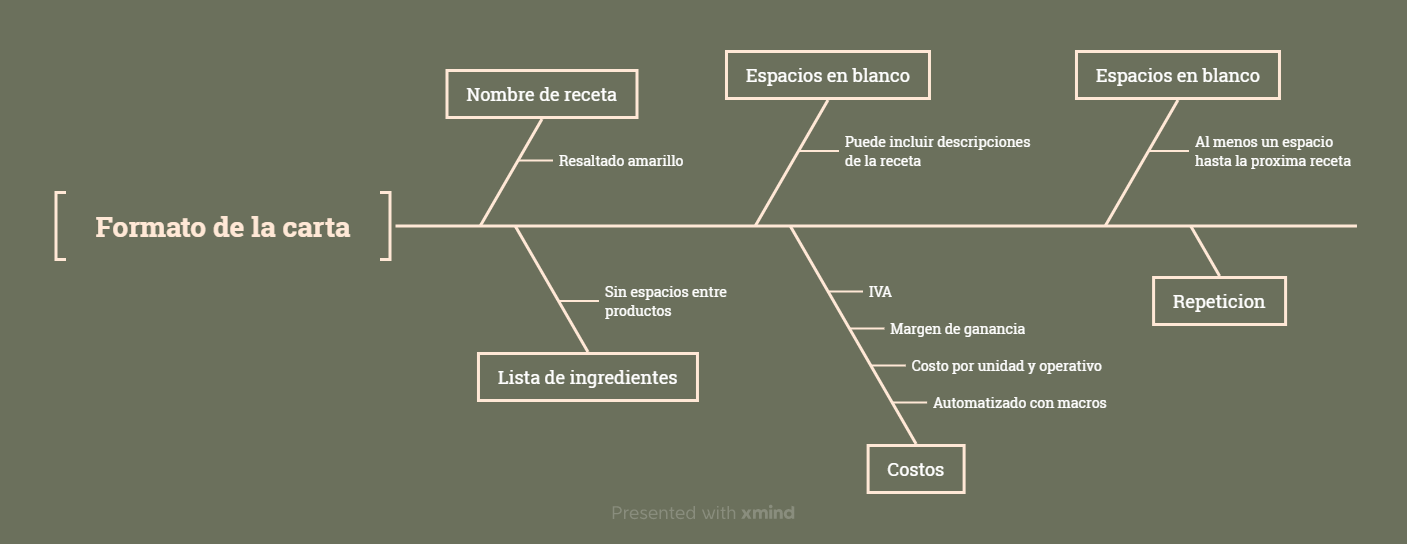 Formato de la carta
Nombre de receta
Resaltado amarillo
Lista de ingredientes
Sin espacios entre
productos
Espacios en blanco
Puede incluir descripciones
de la receta
Costos
IVA
Margen de ganancia
Costo por unidad y operativo
Automatizado con macros
Espacios en blanco
Al menos un espacio
hasta la proxima receta
Repeticion
Presented with xmind